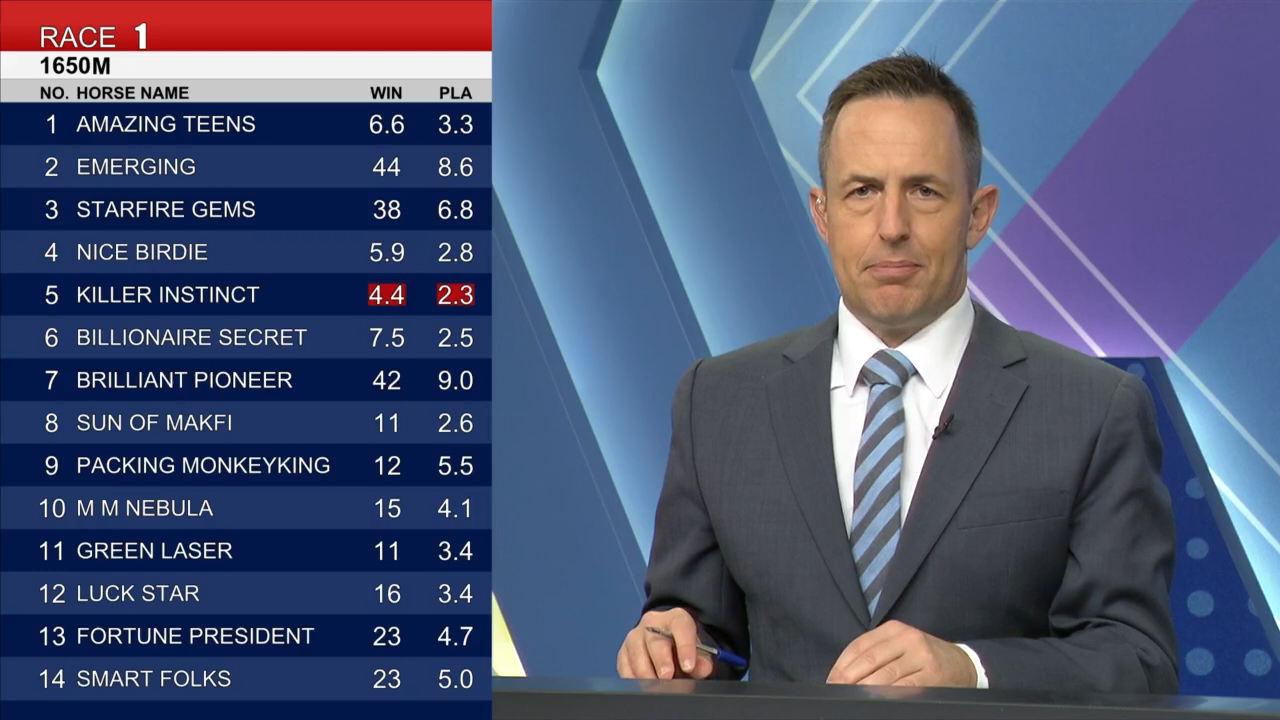 RACE 1
1650M
NO. HORSE NAME WIN PLA
1 AMAZING TEENS 6.6 3.3
2 EMERGING 44 8.6
3 STARFIRE GEMS 38 6.8
4 NICE BIRDIE 5.9 2.8
5 KILLER INSTINCT 4.4 2.3
6 BILLIONAIRE SECRET 7.5 2.5
7 BRILLIANT PIONEER 42 9.0
8 SUN OF MAKFI 11 2.6
9 PACKING MONKEYKING 12 5.5
10 M M NEBULA 15 4.1
11 GREEN LASER 11 3.4
12 LUCK STAR 16 3.4
13 FORTUNE PRESIDENT 23 4.7
14 SMART FOLKS 23 5.0